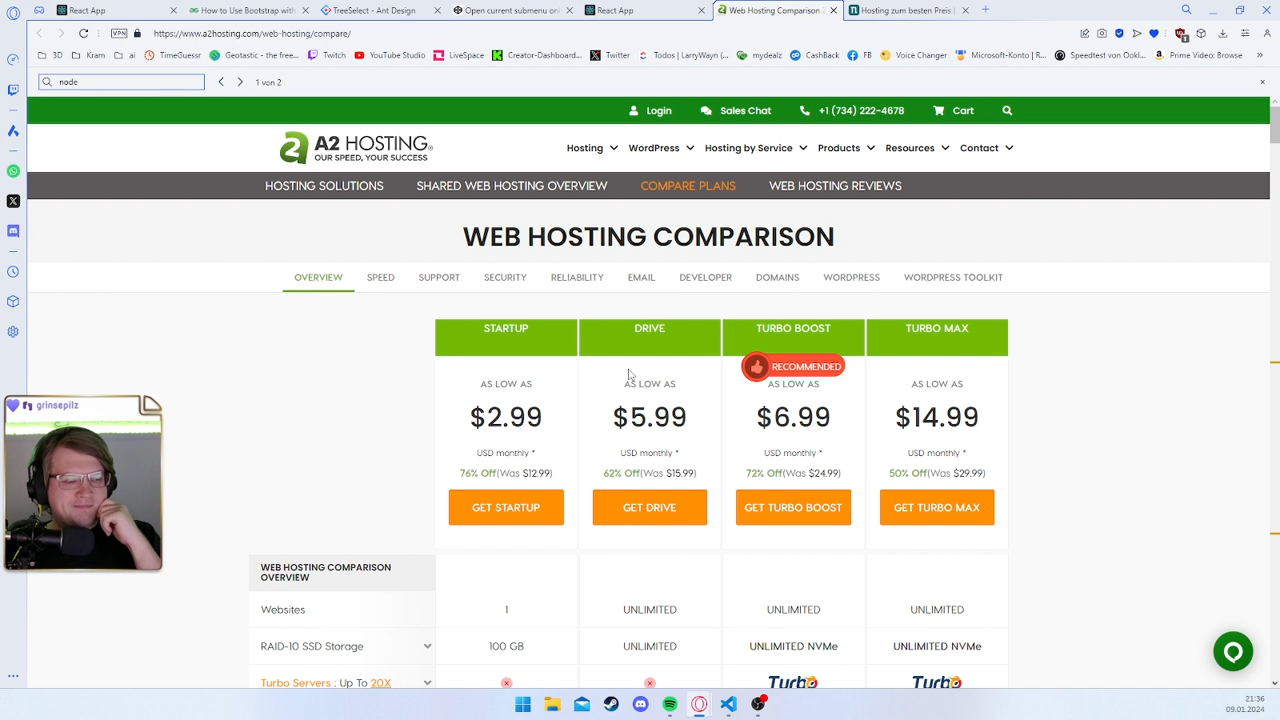 React App
How to Use Bootstrap with
TreeSelect - Ant Design
Open current submenu onl
React App
Web Hosting Comparison
Hosting zum besten Preis |
VPN
https://www.a2hosting.com/web-hosting/compare/
3D
Kram
ai
TimeGuessr
Geotastic - the free...
Twitch
YouTube Studio
LiveSpace
Creator-Dashboard...
Twitter
Todos | LarryWayn (...
mydealz
CashBack
FB
Voice Changer
Microsoft-Konto | R...
Speedtest von Ookl...
Prime Video: Browse
»
node
1 von 2
Login
Sales Chat
+1 (734) 222-4678
Cart
A2 HOSTING®
OUR SPEED, YOUR SUCCESS
Hosting
WordPress
Hosting by Service
Products
Resources
Contact
HOSTING SOLUTIONS
SHARED WEB HOSTING OVERVIEW
COMPARE PLANS
WEB HOSTING REVIEWS
WEB HOSTING COMPARISON
OVERVIEW
SPEED
SUPPORT
SECURITY
RELIABILITY
EMAIL
DEVELOPER
DOMAINS
WORDPRESS
WORDPRESS TOOLKIT
STARTUP
DRIVE
TURBO BOOST
TURBO MAX
RECOMMENDED
AS LOW AS
AS LOW AS
AS LOW AS
AS LOW AS
$2.99
$5.99
$6.99
$14.99
USD monthly *
USD monthly *
USD monthly *
USD monthly *
76% Off(Was $12.99)
62% Off(Was $15.99)
72% Off(Was $24.99)
50% Off(Was $29.99)
GET STARTUP
GET DRIVE
GET TURBO BOOST
GET TURBO MAX
grinsepilz
WEB HOSTING COMPARISON
OVERVIEW
Websites
1
UNLIMITED
UNLIMITED
UNLIMITED
RAID-10 SSD Storage
100 GB
UNLIMITED
UNLIMITED NVMe
UNLIMITED NVMe
Turbo Servers : Up To 20X
Turbo
Turbo
21:36
09.01.2024